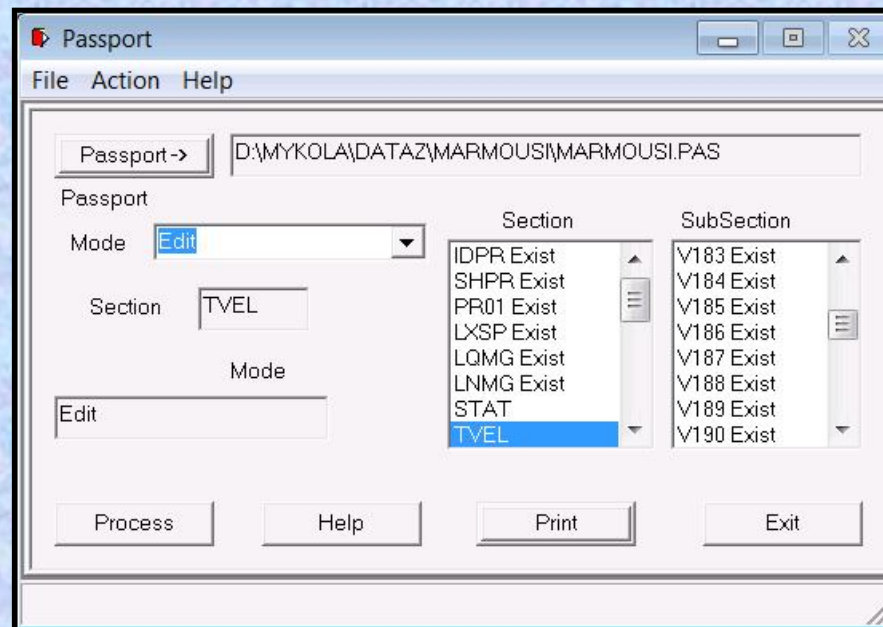 Passport
File Action Help
Passport-> D:\MYKOLA\DATAZ\MARMOUSI\MARMOUSI.PAS
Passport
Mode Edit
Section TVEL
Mode
Edit
Section
IDPR Exist
SHPR Exist
PR01 Exist
LXSP Exist
LQMG Exist
LNMG Exist
STAT
TVEL
SubSection
V183 Exist
V184 Exist
V185 Exist
V186 Exist
V187 Exist
V188 Exist
V189 Exist
V190 Exist
Process Help Print Exit